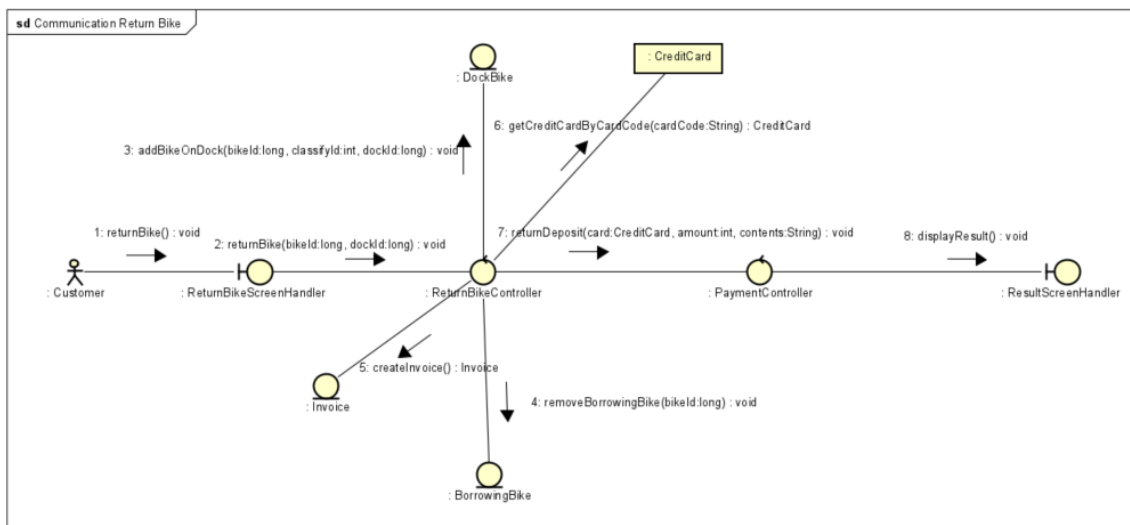 sd Communication Return Bike
: DockBike
: CreditCard
6: getCreditCardByCardCode(cardCode:String) : CreditCard
3: addBikeOnDock(bikeId:long, classifyId:int, dockId:long) : void
1: returnBike() : void
2: returnBike(bikeId:long, dockId:long) : void
7: returnDeposit(card:CreditCard, amount:int, contents:String) : void
8: displayResult() : void
: Customer
: ReturnBikeScreenHandler
: ReturnBikeController
: PaymentController
: ResultScreenHandler
5: createInvoice() : Invoice
: Invoice
4: removeBorrowingBike(bikeId:long) : void
: BorrowingBike